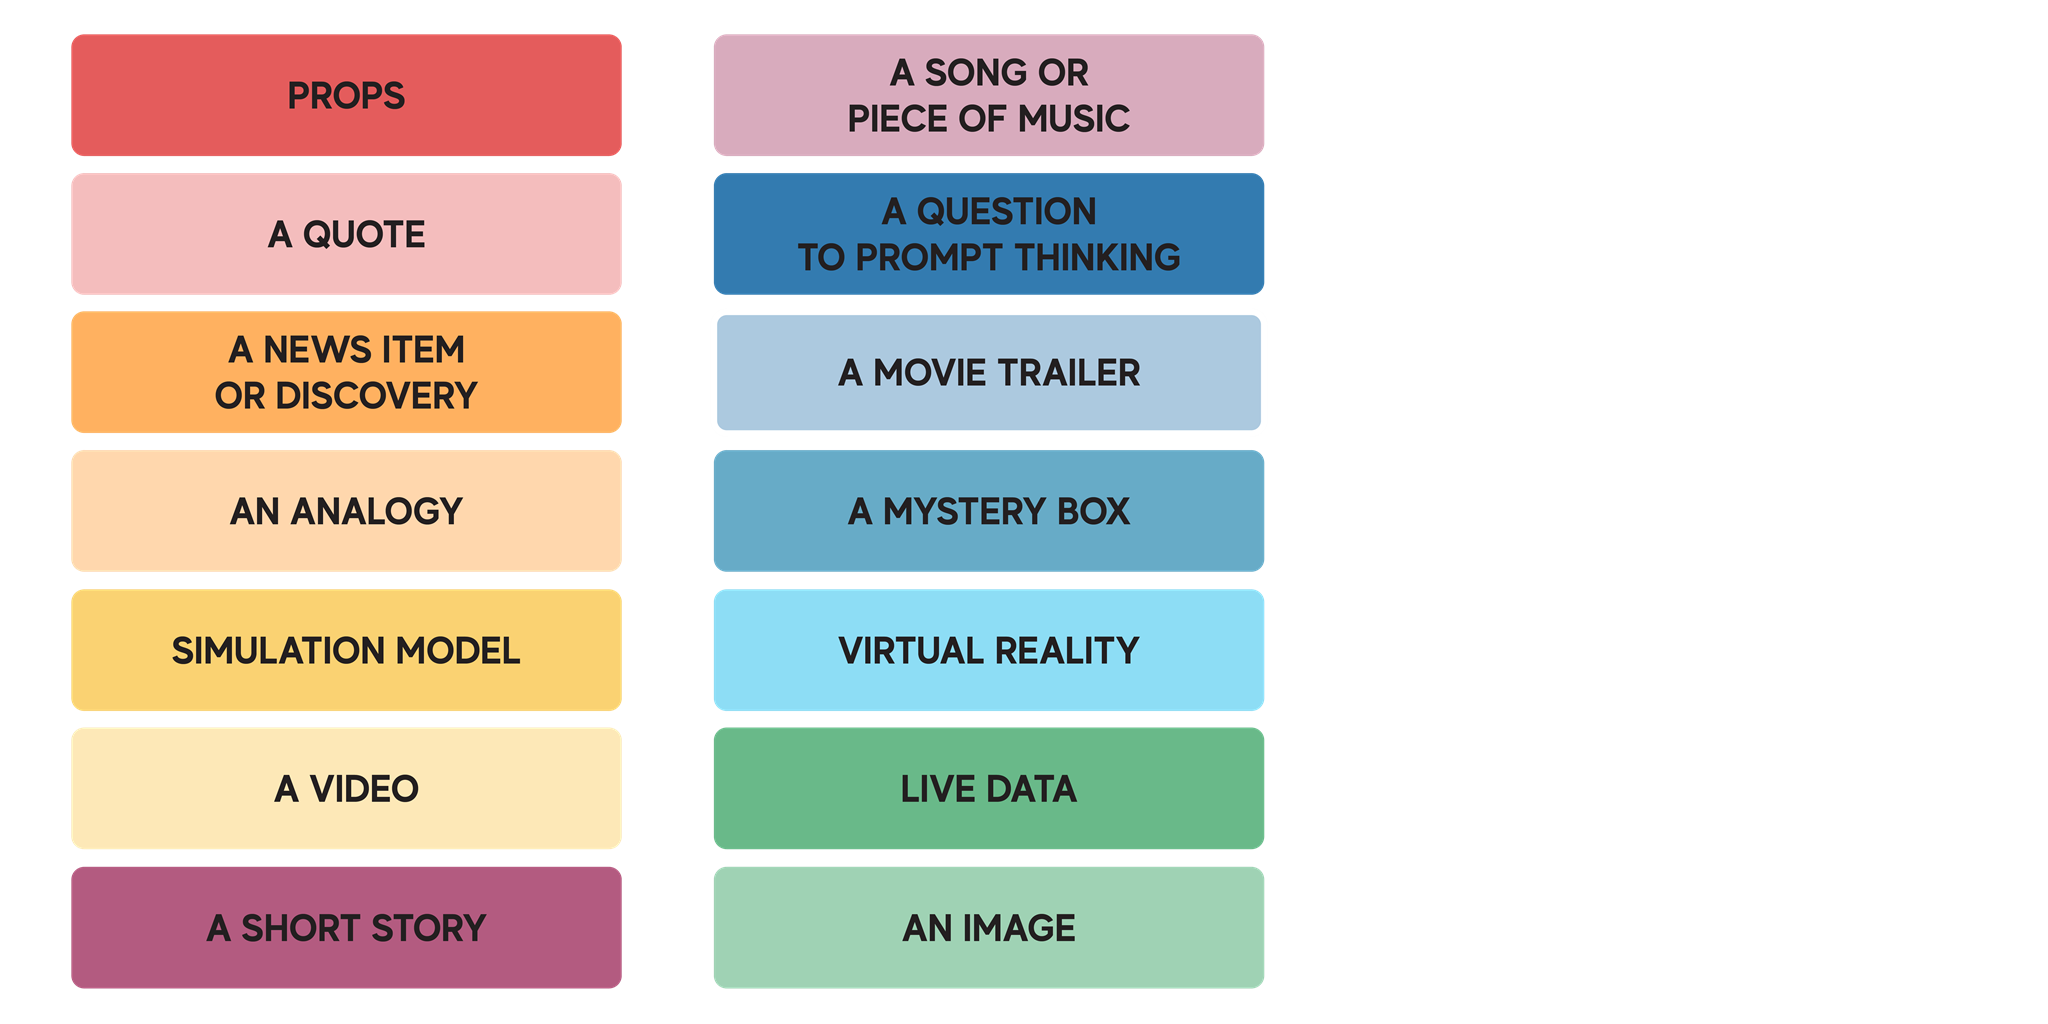 PROPS
A QUOTE
A NEWS ITEM
OR DISCOVERY
AN ANALOGY
SIMULATION MODEL
A VIDEO
A SHORT STORY
A SONG OR
PIECE OF MUSIC
A QUESTION
TO PROMPT THINKING
A MOVIE TRAILER
A MYSTERY BOX
VIRTUAL REALITY
LIVE DATA
AN IMAGE